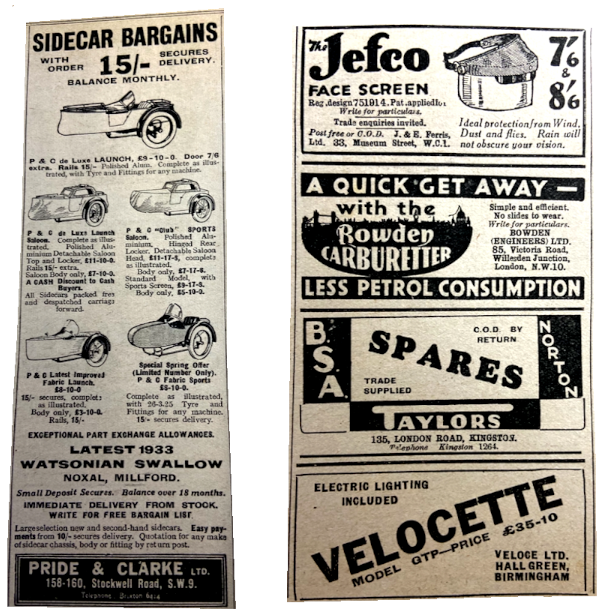 SIDECAR BARGAINS
WITH ORDER 15/- SECURES DELIVERY.
BALANCE MONTHLY.
P & C de Luxe LAUNCH, £9-10-0. Door 7/6
extra. Rails 15/- Polished Alum. Complete as illus-
trated, with Tyre and Fittings for any machine.
P & C de Luxe Launch
Saloon. Complete as illus-
trated. Polished Alu-
minium Detachable Saloon
Top and Locker, £11-10-0.
Rails 15/- extra.
Saloon Body only, £7-10-0.
A CASH Discount to Cash
Buyers.
All Sidecars packed free
and despatched carriage
forward.
P & C "Club" SPORTS
Saloon. Polished Alu-
minium, Hinged Rear
Locker, Detachable Saloon
Head, £11-17-6, complete
as illustrated.
Body only, £7-17-6.
Standard Model, with
Sports Screen, £9-17-6.
Body only, £5-19-0.
P & C Latest Improved
Fabric Launch,
£6-10-0
15/- secures, complete
as illustrated.
Body only, £3-10-0.
Rails, 15/-
Special Spring Offer
(Limited Number Only).
P & C Fabric Sports
£6-10-0
Complete as illustrated,
with 26-3.25 Tyre and
Fittings for any machine.
15/- secures delivery.
EXCEPTIONAL PART EXCHANGE ALLOWANCES.
LATEST 1933
WATSONIAN SWALLOW
NOXAL, MILLFORD.
Small Deposit Secures. Balance over 18 months.
IMMEDIATE DELIVERY FROM STOCK.
WRITE FOR FREE BARGAIN LIST.
Large selection new and second-hand sidecars. Easy pay-
ments from 10/- secures delivery. Quotation for any make
of sidecar chassis, body or fitting by return post.
PRIDE & CLARKE LTD.
158-160, Stockwell Road, S.W.9.
Telephone Brixton
The Jefco
FACE SCREEN
Reg. design 751914. Pat. applied for
Write for particulars.
Trade enquiries invited.
Post free or C.O.D. J. & E. Ferris,
Ltd. 33, Museum Street, W.C.1.
7'6
&
8'6
Ideal protection from Wind,
Dust and flies. Rain will
not obscure your vision.
A QUICK GET AWAY —
with the
Bowden
CARBURETTER
Simple and efficient.
No slides to wear.
Write for particulars.
BOWDEN
(ENGINEERS) LTD.
85, Victoria Road,
Willesden Junction,
London, N.W.10.
LESS PETROL CONSUMPTION
B.S.A.
C.O.D. BY
RETURN
SPARES
NORTON
TRADE
SUPPLIED
TAYLORS
135, LONDON ROAD, KINGSTON.
Telephone Kingston 1264.
ELECTRIC LIGHTING
INCLUDED
VELOCETTE
MODEL GTP—PRICE £35-10
VELOCE LTD.
HALL GREEN,
BIRMINGHAM